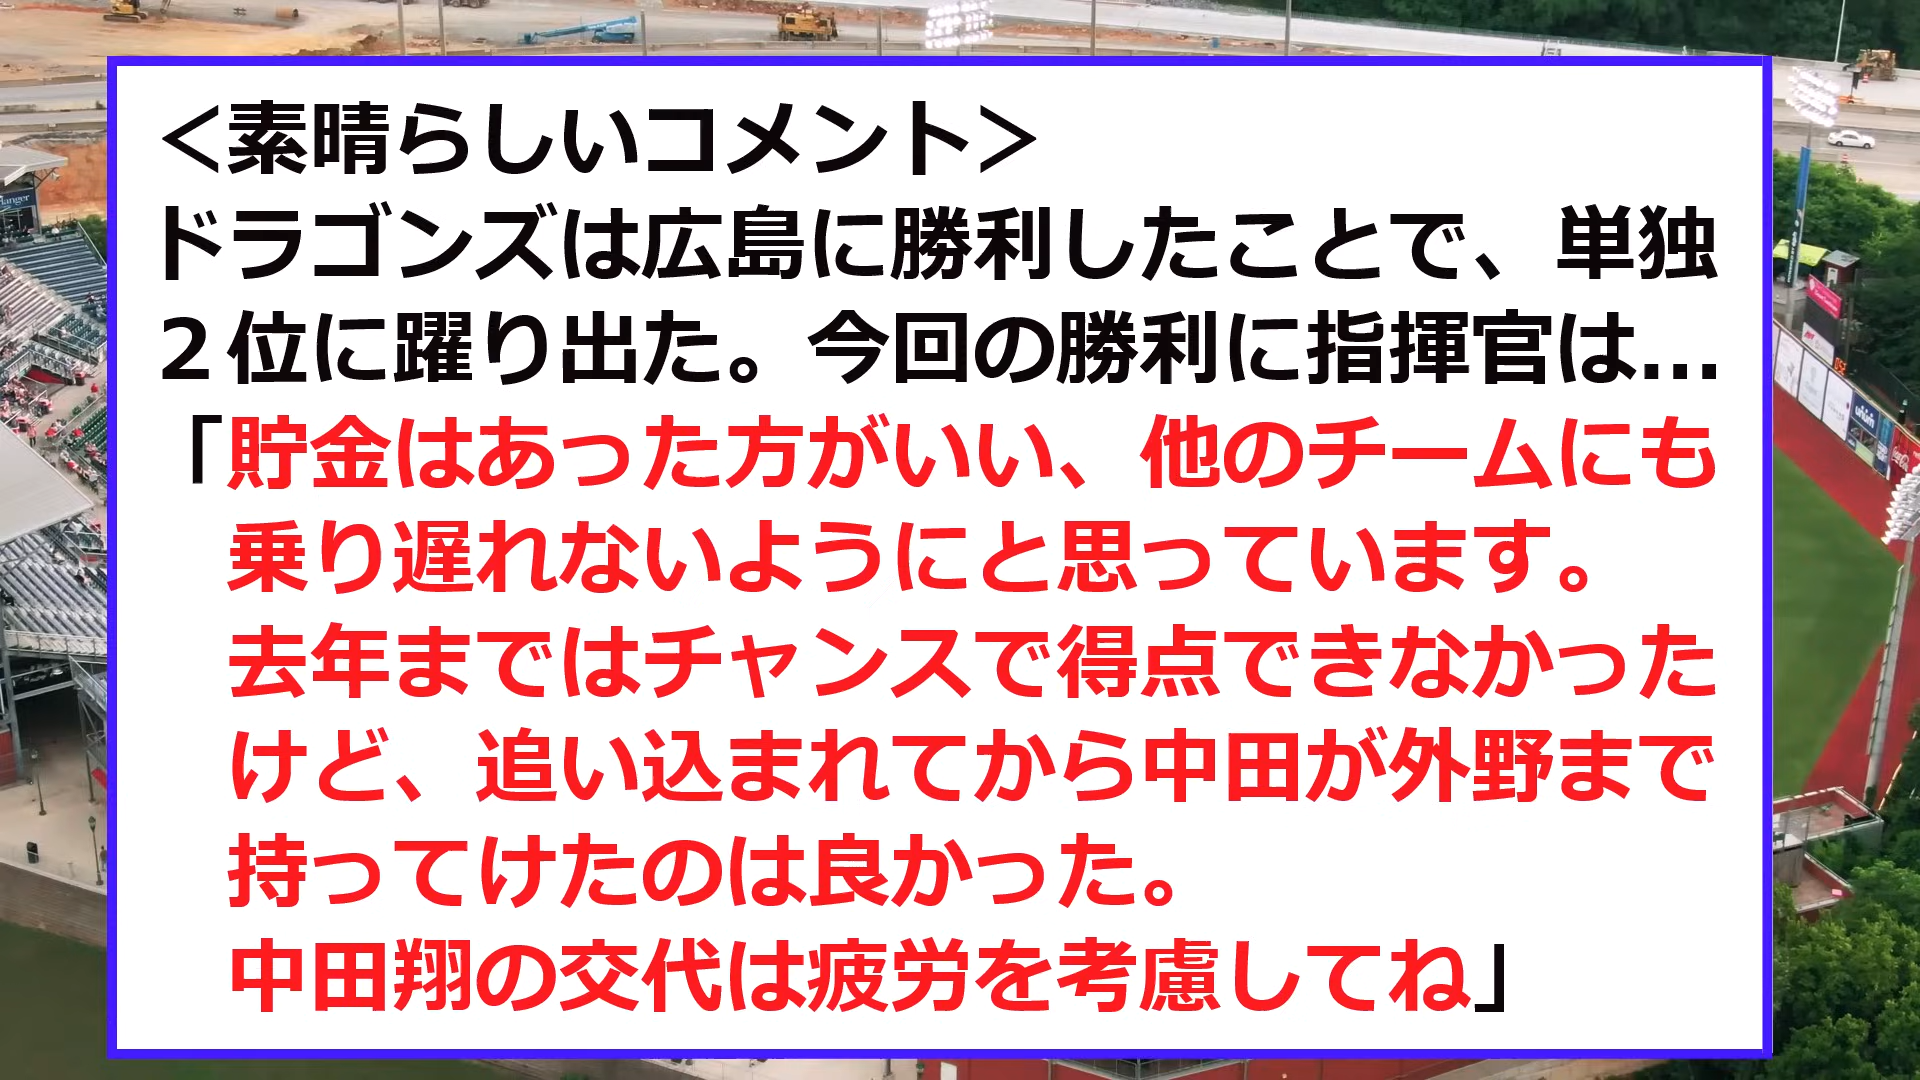 ＜素晴らしいコメント＞
ドラゴンズは広島に勝利したことで、単独
２位に躍り出た。今回の勝利に指揮官は…
「貯金はあった方がいい、他のチームにも
乗り遅れないようにと思っています。
去年まではチャンスで得点できなかった
けど、追い込まれてから中田が外野まで
持ってけたのは良かった。
中田翔の交代は疲労を考慮してね」